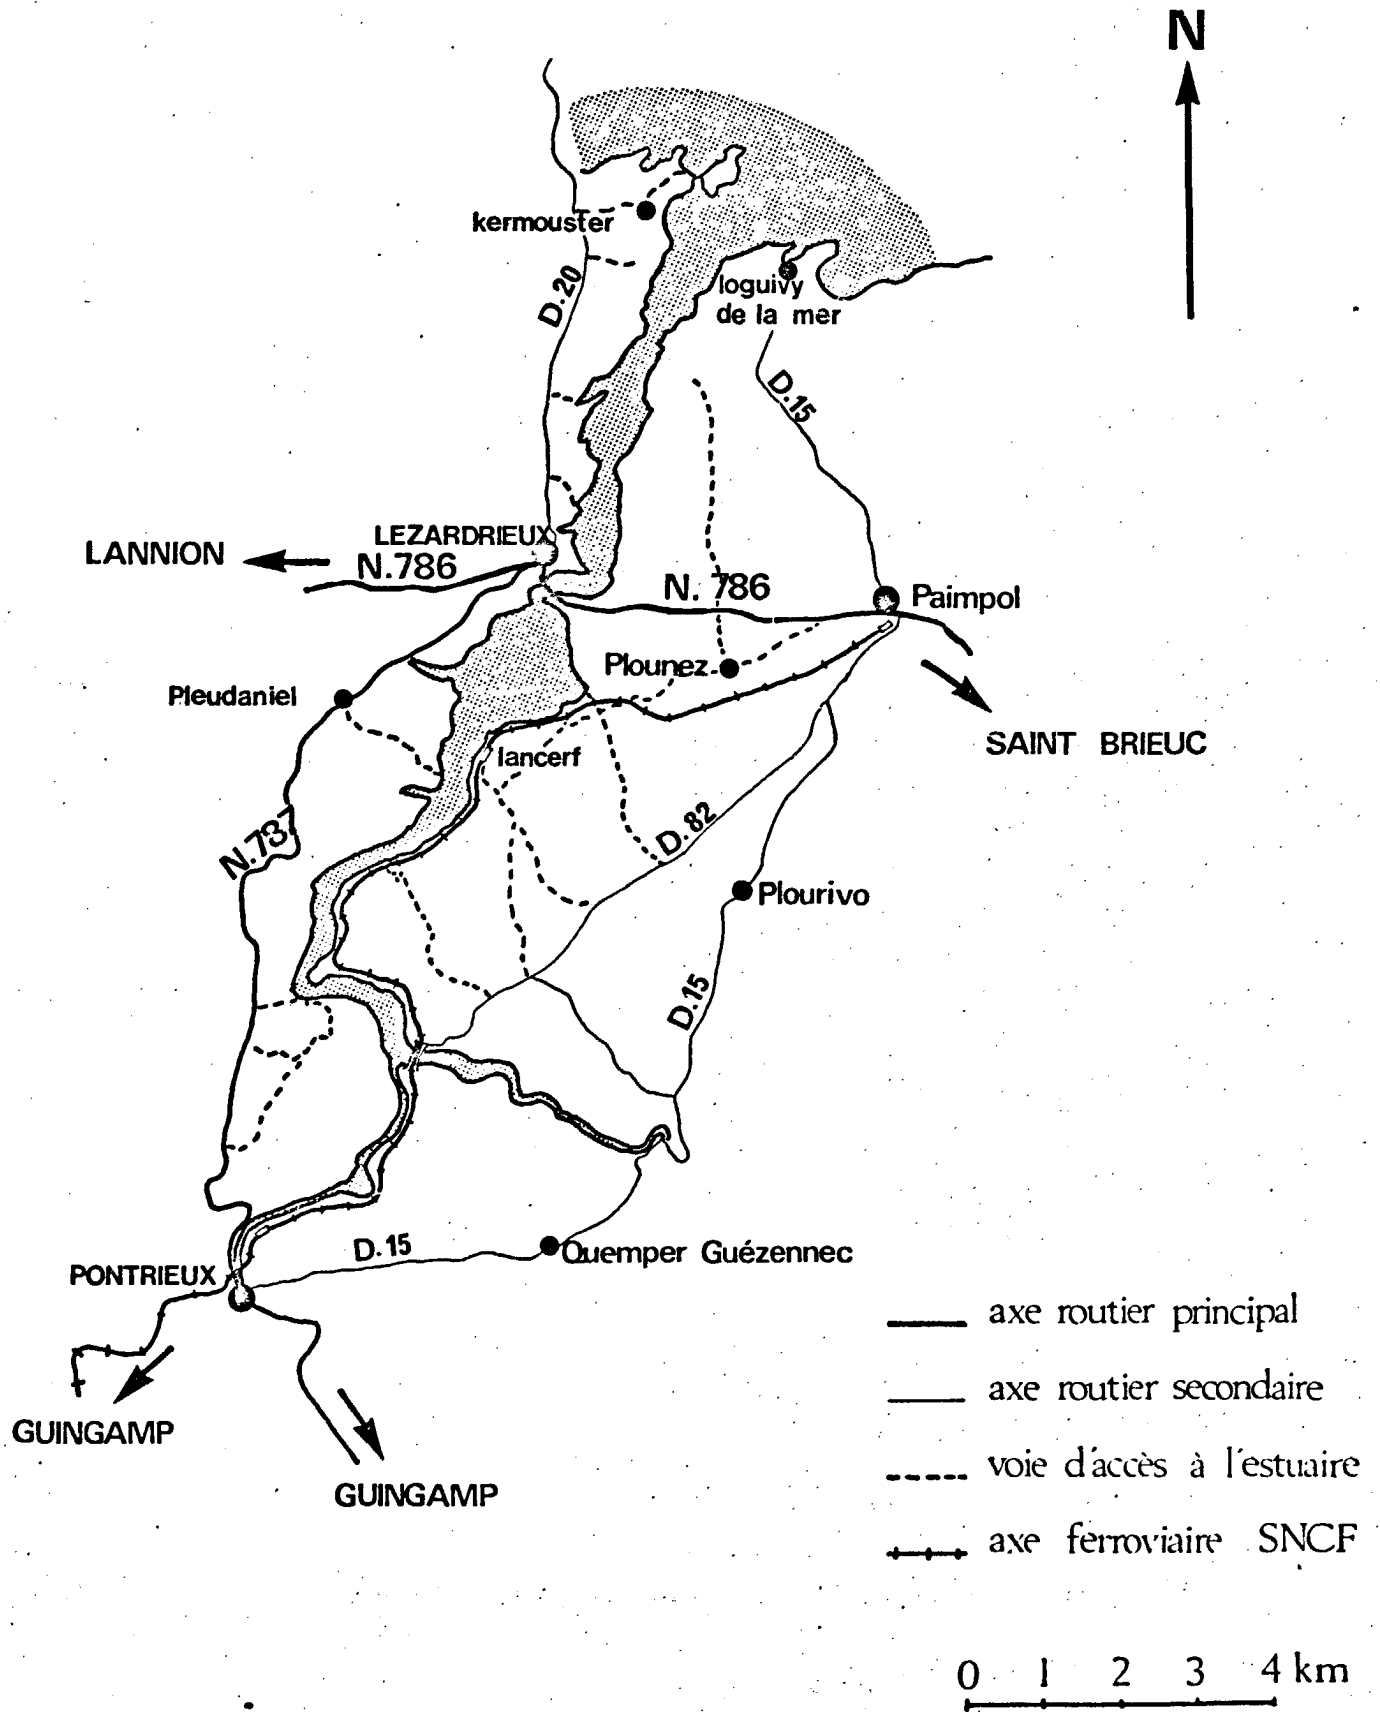 N
kermouster
D.20
loguivy
de la mer
D.15
LEZARDRIEUX
LANNION
N.786
N. 786
Paimpol
Plounez
Pleudaniel
SAINT BRIEUC
lancerf
N.737
D.82
Plourivo
D.15
D.15
Quemper Guézennec
PONTRIEUX
GUINGAMP
GUINGAMP
axe routier principal
axe routier secondaire
voie d'accès à l'estuaire
axe ferroviaire SNCF
0 1 2 3 4 km